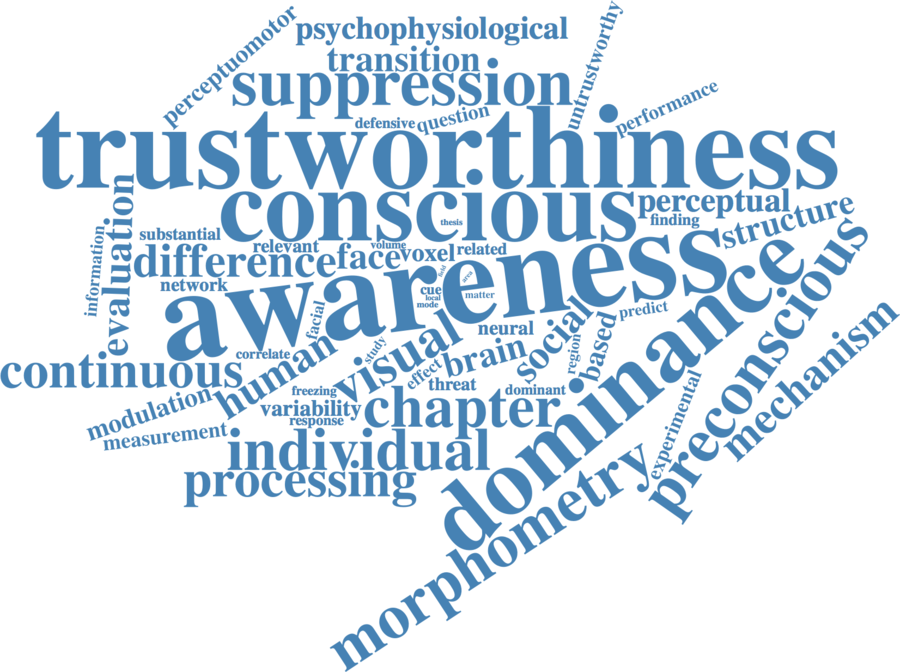 psychophysiological
perceptuomotor
transition
untrustworthy
suppression
performance
defensive
question
trustworthiness
conscious
perceptual
thesis
finding
structure
substantial
relevant
volume
evaluation
information
difference
face
voxel
related
field
area
network
awareness
cue
local
mode
matter
preconscious
facial
neural
social
predict
mechanism
correlate
study
human
visual
brain
region
based
continuous
effect
threat
dominance
freezing
dominant
modulation
variability
chapter
response
experimental
measurement
individual
processing
morphometry